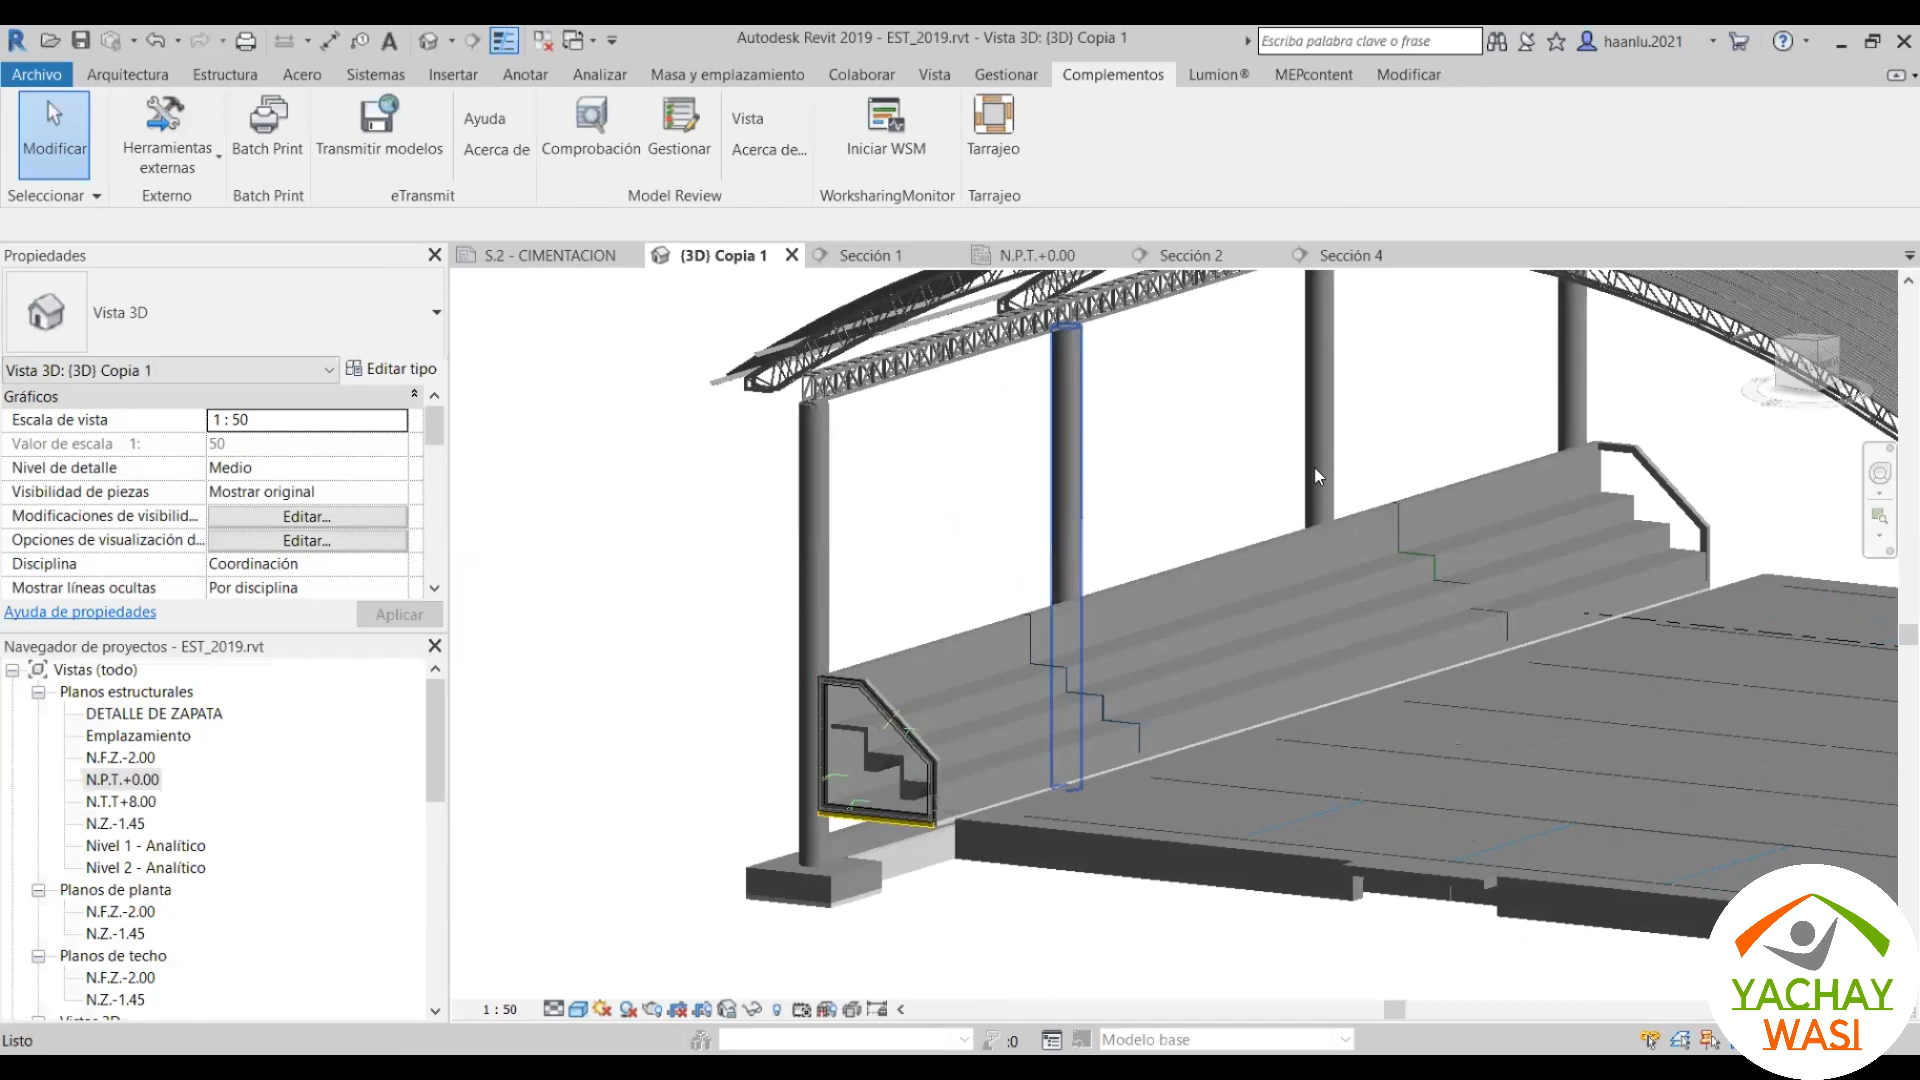 Autodesk Revit 2019 - EST_2019.rvt - Vista 3D: {3D} Copia 1
Escriba palabra clave o frase
haanlu.2021
Archivo Arquitectura Estructura Acero Sistemas Insertar Anotar Analizar Masa y emplazamiento Colaborar Vista Gestionar Complementos Lumion® MEPcontent Modificar
Modificar
Herramientas externas
Batch Print
Transmitir modelos
Ayuda
Acerca de
Comprobación
Gestionar
Vista
Acerca de...
Iniciar WSM
Tarrajeo
Seleccionar Externo Batch Print eTransmit Model Review WorksharingMonitor Tarrajeo
Propiedades
S.2 - CIMENTACION {3D} Copia 1 Sección 1 N.P.T.+0.00 Sección 2 Sección 4
Vista 3D
Vista 3D: {3D} Copia 1 Editar tipo
Gráficos
Escala de vista 1 : 50
Valor de escala 1: 50
Nivel de detalle Medio
Visibilidad de piezas Mostrar original
Modificaciones de visibilid... Editar...
Opciones de visualización d... Editar...
Disciplina Coordinación
Mostrar líneas ocultas Por disciplina
Ayuda de propiedades Aplicar
Navegador de proyectos - EST_2019.rvt
Vistas (todo)
Planos estructurales
DETALLE DE ZAPATA
Emplazamiento
N.F.Z.-2.00
N.P.T.+0.00
N.T.T+8.00
N.Z.-1.45
Nivel 1 - Analítico
Nivel 2 - Analítico
Planos de planta
N.F.Z.-2.00
N.Z.-1.45
Planos de techo
N.F.Z.-2.00
N.Z.-1.45
1 : 50
Listo
:0
Modelo base
YACHAY
WASI